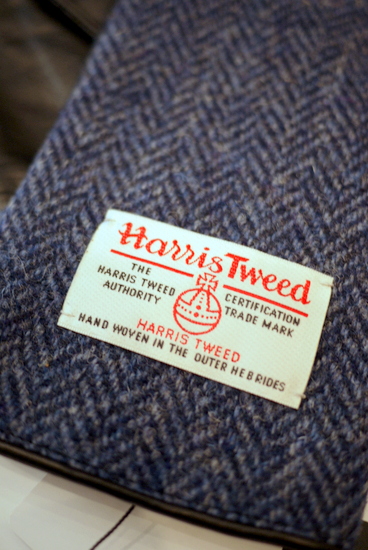 Harris Tweed
THE
HARRIS TWEED
AUTHORITY
CERTIFICATION
TRADE MARK
HARRIS TWEED
HAND WOVEN IN THE OUTER HEBRIDES